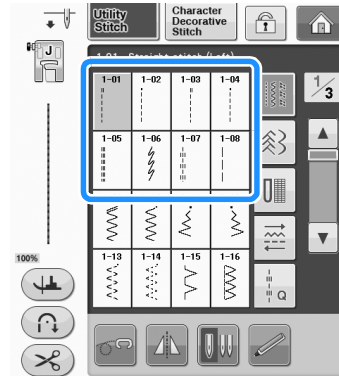 Utility
Stitch
Character
Decorative
Stitch
J
1-01 Straight stitch (Left)
1/3
1-01 1-02 1-03 1-04
1-05 1-06 1-07 1-08
1-13 1-14 1-15 1-16
100%
Q